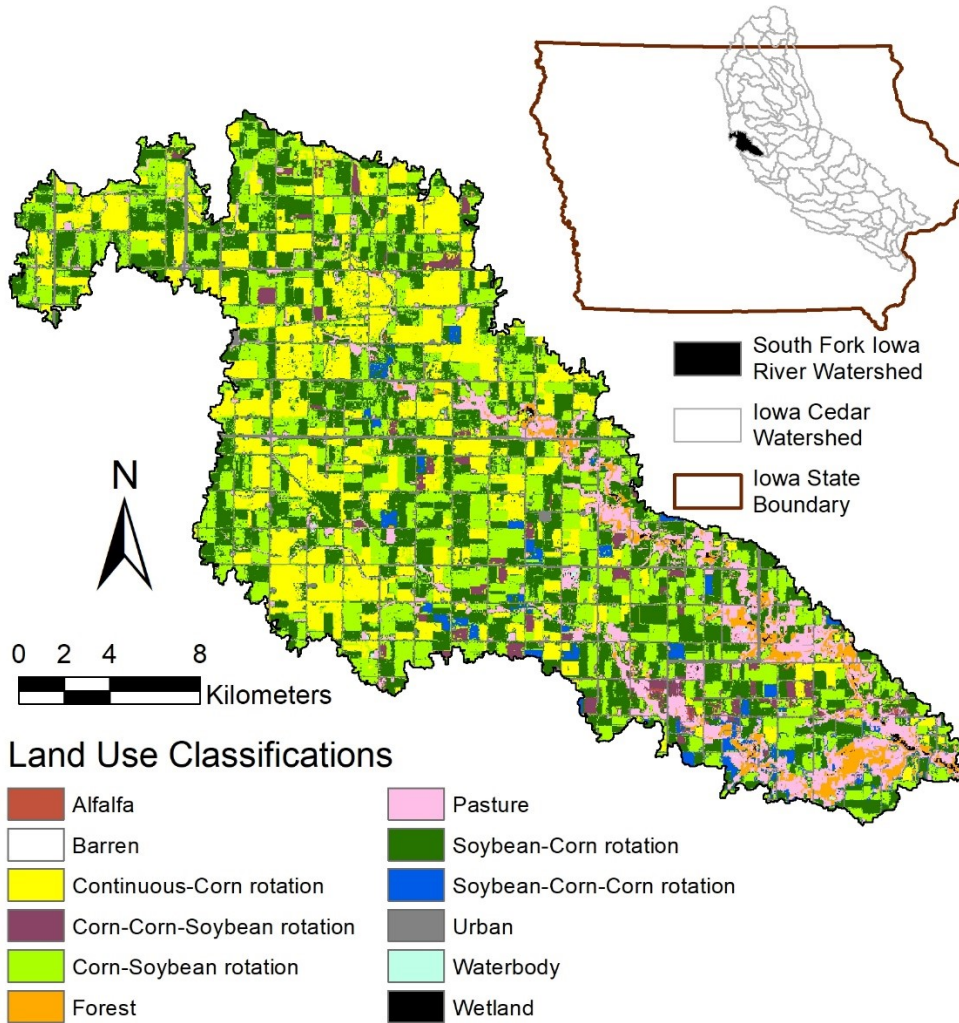 South Fork Iowa
River Watershed
Iowa Cedar
Watershed
Iowa State
Boundary
N
0 2 4 8
Kilometers
Land Use Classifications
Alfalfa
Barren
Continuous-Corn rotation
Corn-Corn-Soybean rotation
Corn-Soybean rotation
Forest
Pasture
Soybean-Corn rotation
Soybean-Corn-Corn rotation
Urban
Waterbody
Wetland